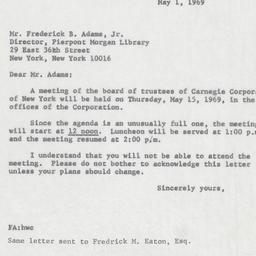 May 1, 1969
Mr. Frederick B. Adams, Jr.
Director, Pierpont Morgan Library
29 East 36th Street
New York, New York 10016
Dear Mr. Adams:
A meeting of the board of trustees of Carnegie Corpor
of New York will be held on Thursday, May 15, 1969, in the
offices of the Corporation.
Since the agenda is an unusually full one, the meeting
will start at 12 noon. Luncheon will be served at 1:00 p.m
and the meeting resumed at 2:00 p/m.
I understand that you will not be able to attend the
meeting. Please do not bother to acknowledge this letter
unless your plans should change.
Sincerely yours,
FA:hwc
Same letter sent to Fredrick M. Eaton, Esq.